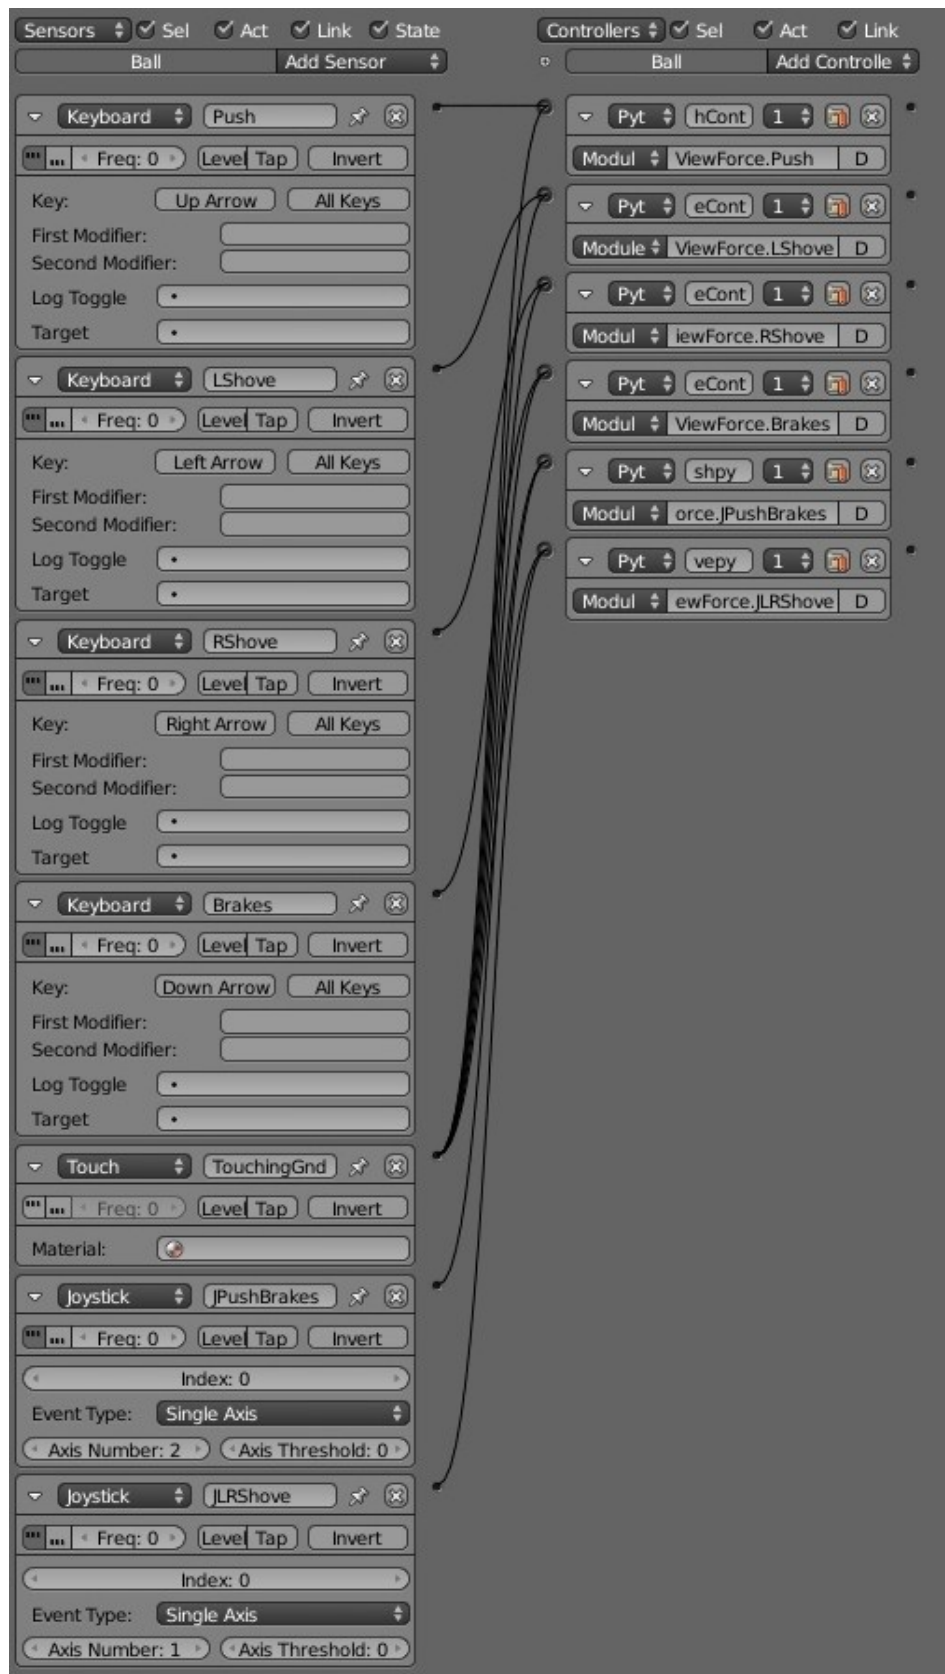 Sensors Sel Act Link State Controllers Sel Act Link
Ball Add Sensor Ball Add Controlle
Keyboard Push Pyt hCont 1
Freq: 0 Level Tap Invert Modul ViewForce.Push D
Key: Up Arrow All Keys Pyt eCont 1
First Modifier:
Second Modifier: Module ViewForce.LShove D
Log Toggle Pyt eCont 1
Target Modul iewForce.RShove D
Keyboard LShove Pyt eCont 1
Freq: 0 Level Tap Invert Modul ViewForce.Brakes D
Key: Left Arrow All Keys Pyt shpy 1
First Modifier:
Second Modifier: Modul orce.JPushBrakes D
Log Toggle Pyt vepy 1
Target Modul ewForce.JLRShove D
Keyboard RShove
Freq: 0 Level Tap Invert
Key: Right Arrow All Keys
First Modifier:
Second Modifier:
Log Toggle
Target
Keyboard Brakes
Freq: 0 Level Tap Invert
Key: Down Arrow All Keys
First Modifier:
Second Modifier:
Log Toggle
Target
Touch TouchingGnd
Freq: 0 Level Tap Invert
Material:
Joystick JPushBrakes
Freq: 0 Level Tap Invert
Index: 0
Event Type: Single Axis
Axis Number: 2 Axis Threshold: 0
Joystick JLRShove
Freq: 0 Level Tap Invert
Index: 0
Event Type: Single Axis
Axis Number: 1 Axis Threshold: 0